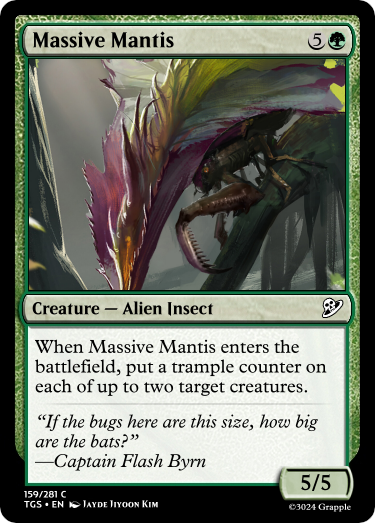 Massive Mantis 5
Creature — Alien Insect
When Massive Mantis enters the
battlefield, put a trample counter on
each of up to two target creatures.
“If the bugs here are this size, how big
are the bats?”
—Captain Flash Byrn
5/5
159/281 C
TGS • EN Jayde Jiyoon Kim
©3024 Grapple